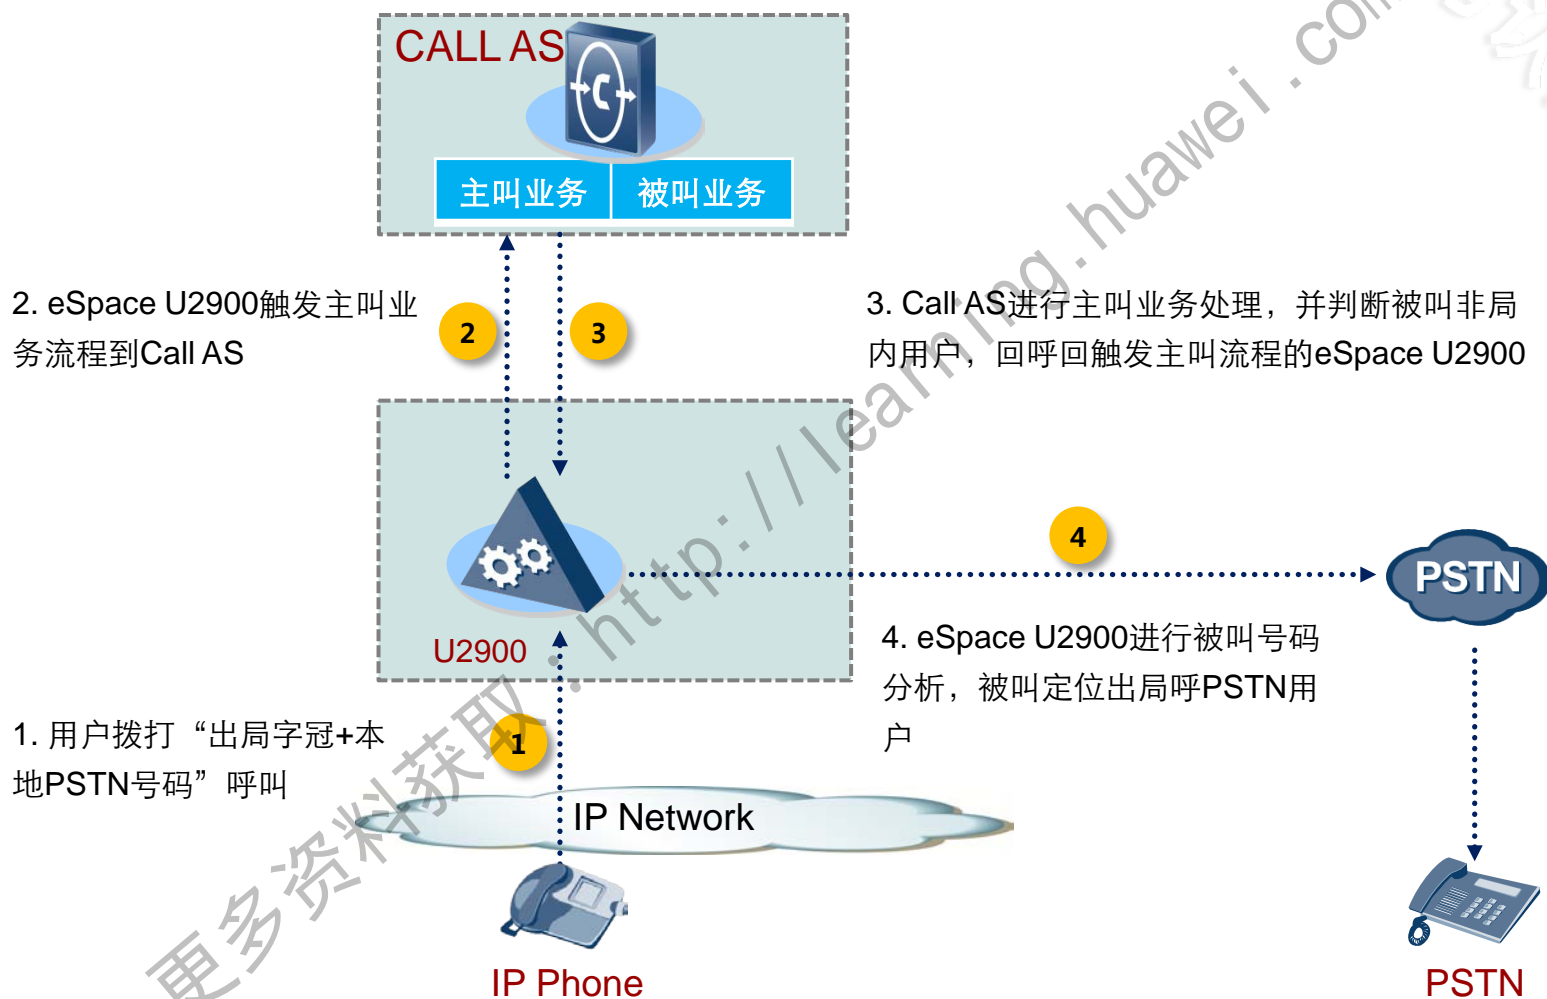 CALL AS
主叫业务 被叫业务
2. eSpace U2900触发主叫业
务流程到Call AS
2
3
3. Call AS进行主叫业务处理，并判断被叫非局
内用户，回呼回触发主叫流程的eSpace U2900
4
PSTN
U2900
4. eSpace U2900进行被叫号码
分析，被叫定位出局呼PSTN用
户
1. 用户拨打“出局字冠+本
地PSTN号码”呼叫
1
IP Network
IP Phone
PSTN
更多资料获取：http://learning.huawei.com